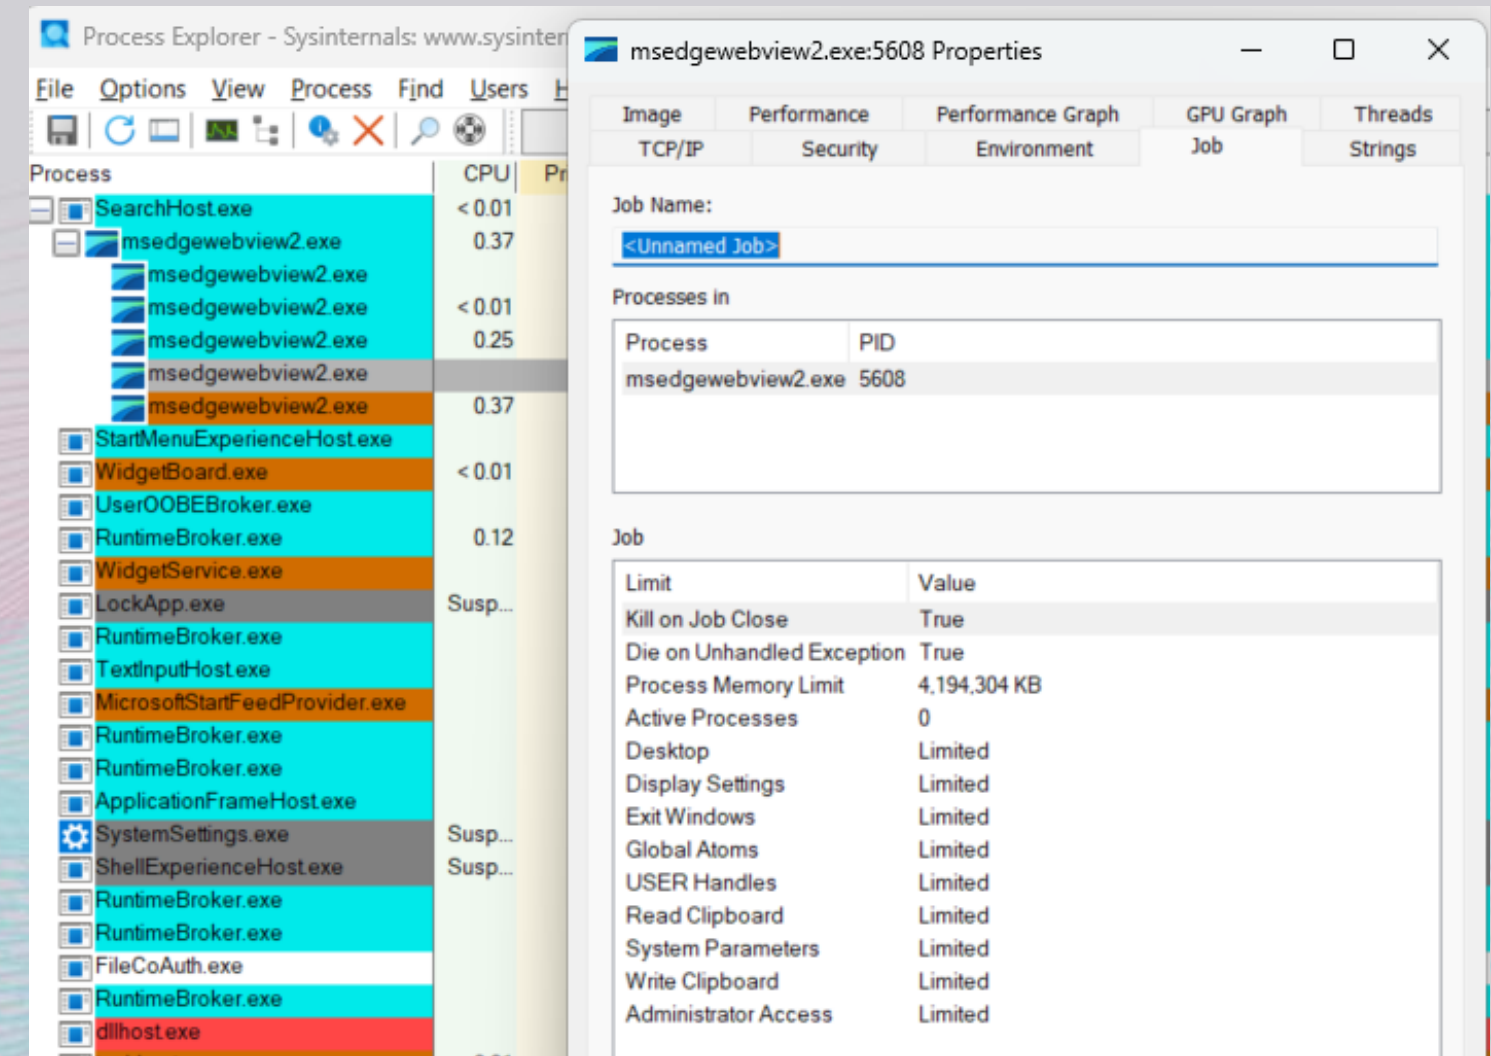 Process Explorer - Sysinternals: www.sysinter
File Options View Process Find Users H
Process CPU Pr
SearchHost.exe < 0.01
msedgewebview2.exe 0.37
msedgewebview2.exe
msedgewebview2.exe < 0.01
msedgewebview2.exe 0.25
msedgewebview2.exe
msedgewebview2.exe 0.37
StartMenuExperienceHost.exe
WidgetBoard.exe < 0.01
UserOOBEBroker.exe
RuntimeBroker.exe 0.12
WidgetService.exe
LockApp.exe Susp...
RuntimeBroker.exe
TextInputHost.exe
MicrosoftStartFeedProvider.exe
RuntimeBroker.exe
RuntimeBroker.exe
ApplicationFrameHost.exe
SystemSettings.exe Susp...
ShellExperienceHost.exe Susp...
RuntimeBroker.exe
RuntimeBroker.exe
FileCoAuth.exe
RuntimeBroker.exe
dllhost.exe
msedgewebview2.exe:5608 Properties
Image Performance Performance Graph GPU Graph Threads
TCP/IP Security Environment Job Strings
Job Name:
<Unnamed Job>
Processes in
Process PID
msedgewebview2.exe 5608
Job
Limit Value
Kill on Job Close True
Die on Unhandled Exception True
Process Memory Limit 4,194,304 KB
Active Processes 0
Desktop Limited
Display Settings Limited
Exit Windows Limited
Global Atoms Limited
USER Handles Limited
Read Clipboard Limited
System Parameters Limited
Write Clipboard Limited
Administrator Access Limited